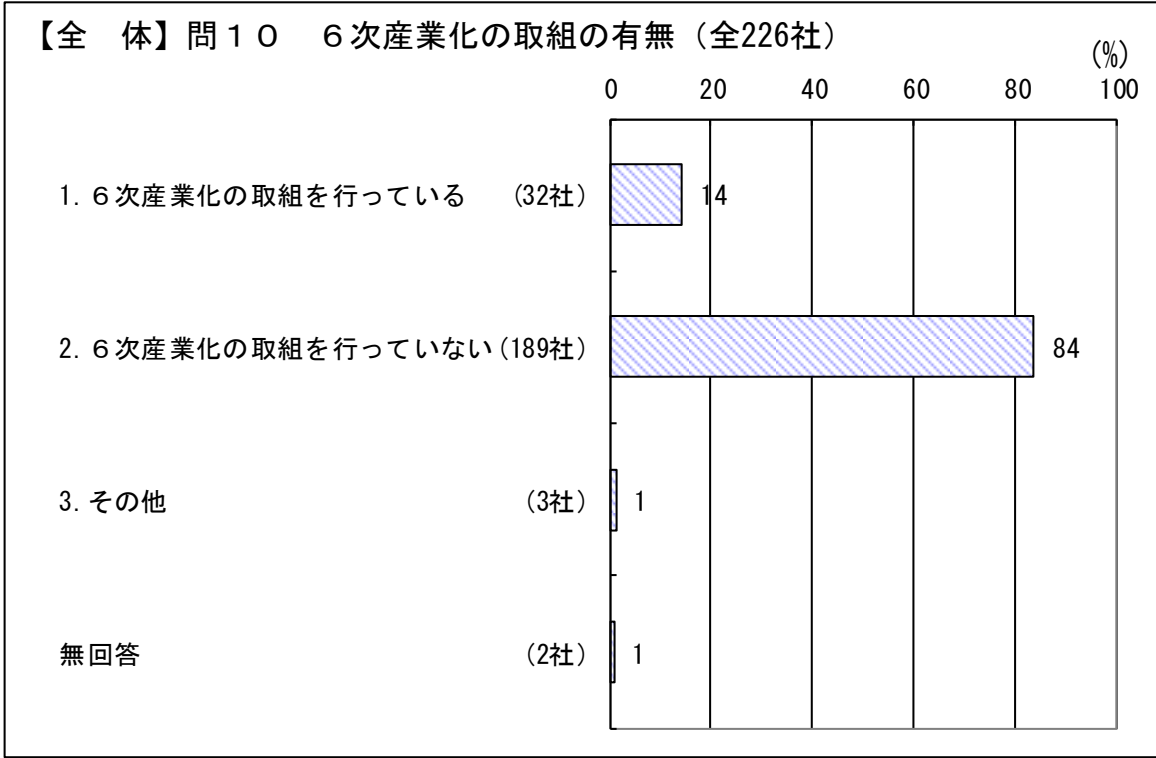 【全　体】問１０　６次産業化の取組の有無（全226社）
(%)
0 20 40 60 80 100
1. ６次産業化の取組を行っている （32社） 14
2. ６次産業化の取組を行っていない（189社） 84
3. その他 （3社） 1
無回答 （2社） 1